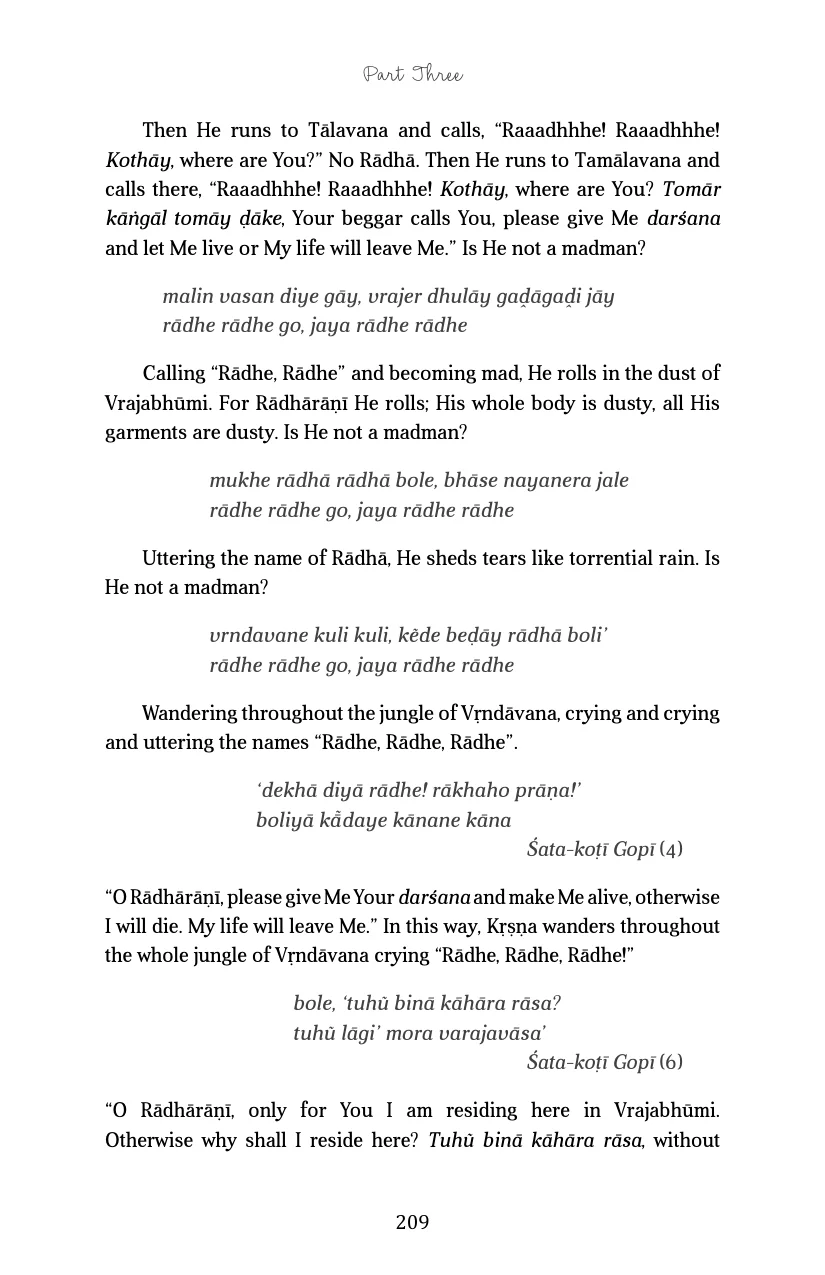 Part Three
Then He runs to Tālavana and calls, “Raaadhhhe! Raaadhhhe!
Kothāy, where are You?” No Rādhā. Then He runs to Tamālavana and
calls there, “Raaadhhhe! Raaadhhhe! Kothāy, where are You? Tomār
kāṅgāl tomāy ḍāke, Your beggar calls You, please give Me darśana
and let Me live or My life will leave Me.” Is He not a madman?
malin vasan diye gāy, vrajer dhulāy gaḓāgaḓi jāy
rādhe rādhe go, jaya rādhe rādhe
Calling “Rādhe, Rādhe” and becoming mad, He rolls in the dust of
Vrajabhūmi. For Rādhārāṇī He rolls; His whole body is dusty, all His
garments are dusty. Is He not a madman?
mukhe rādhā rādhā bole, bhāse nayanera jale
rādhe rādhe go, jaya rādhe rādhe
Uttering the name of Rādhā, He sheds tears like torrential rain. Is
He not a madman?
vrndavane kuli kuli, kẽ̀de beḍāy rādhā boli’
rādhe rādhe go, jaya rādhe rādhe
Wandering throughout the jungle of Vṛndāvana, crying and crying
and uttering the names “Rādhe, Rādhe, Rādhe”.
‘dekhā diyā rādhe! rākhaho prāṇa!’
boliyā kā̐daye kānane kāna
Śata-koṭī Gopī (4)
“O Rādhārāṇī, please give Me Your darśana and make Me alive, otherwise
I will die. My life will leave Me.” In this way, Kṛṣṇa wanders throughout
the whole jungle of Vṛndāvana crying “Rādhe, Rādhe, Rādhe!”
bole, ‘tuhũ̀ binā kāhāra rāsa?
tuhũ̀ lāgi’ mora varajavāsa’
Śata-koṭī Gopī (6)
“O Rādhārāṇī, only for You I am residing here in Vrajabhūmi.
Otherwise why shall I reside here? Tuhũ̀ binā kāhāra rāsa, without
209